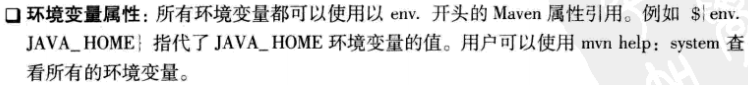 ❑ 环境变量属性：所有环境变量都可以使用以 env. 开头的 Maven 属性引用。例如 ${env.
JAVA_HOME} 指代了 JAVA_HOME 环境变量的值。用户可以使用 mvn help：system 查
看所有的环境变量。